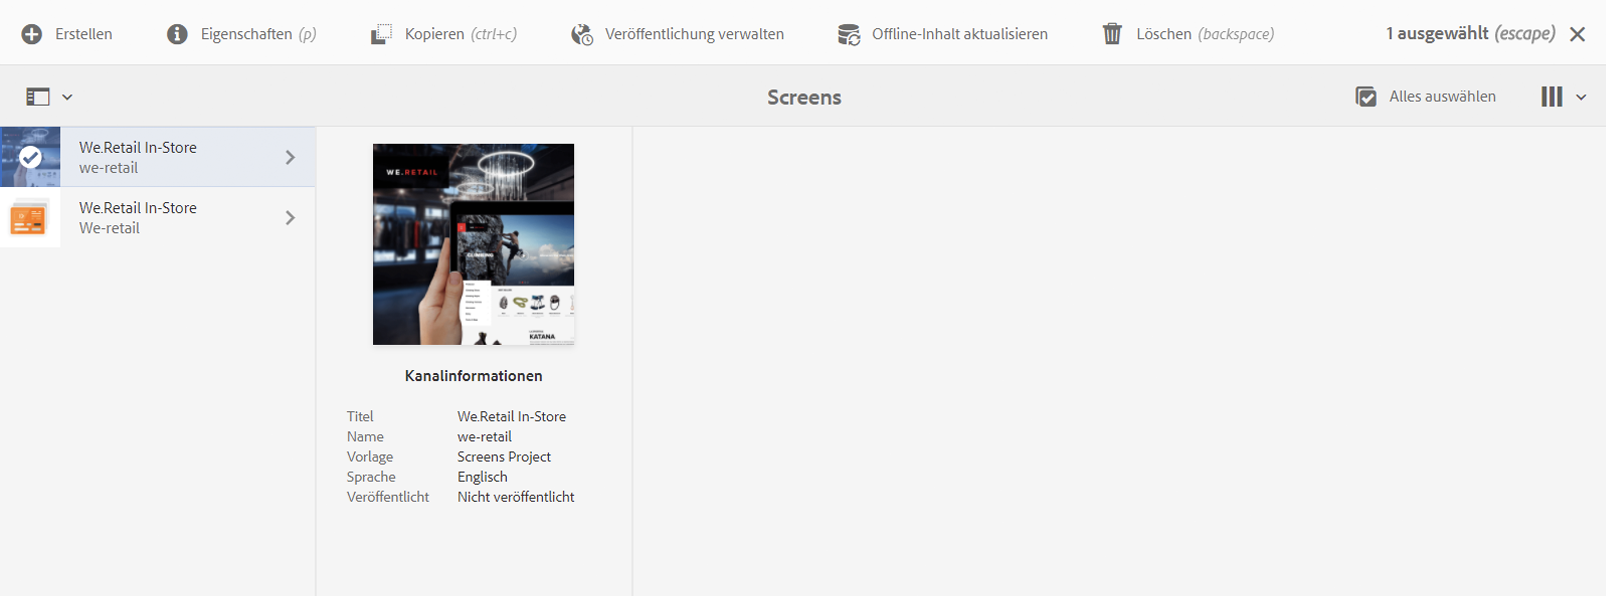 Erstellen Eigenschaften (p) Kopieren (ctrl+c) Veröffentlichung verwalten Offline-Inhalt aktualisieren Löschen (backspace) 1 ausgewählt (escape)
Screens Alles auswählen
We.Retail In-Store
we-retail
We.Retail In-Store
We-retail
WE.RETAIL
CLIMBING
KATANA
Kanalinformationen
Titel We.Retail In-Store
Name we-retail
Vorlage Screens Project
Sprache Englisch
Veröffentlicht Nicht veröffentlicht